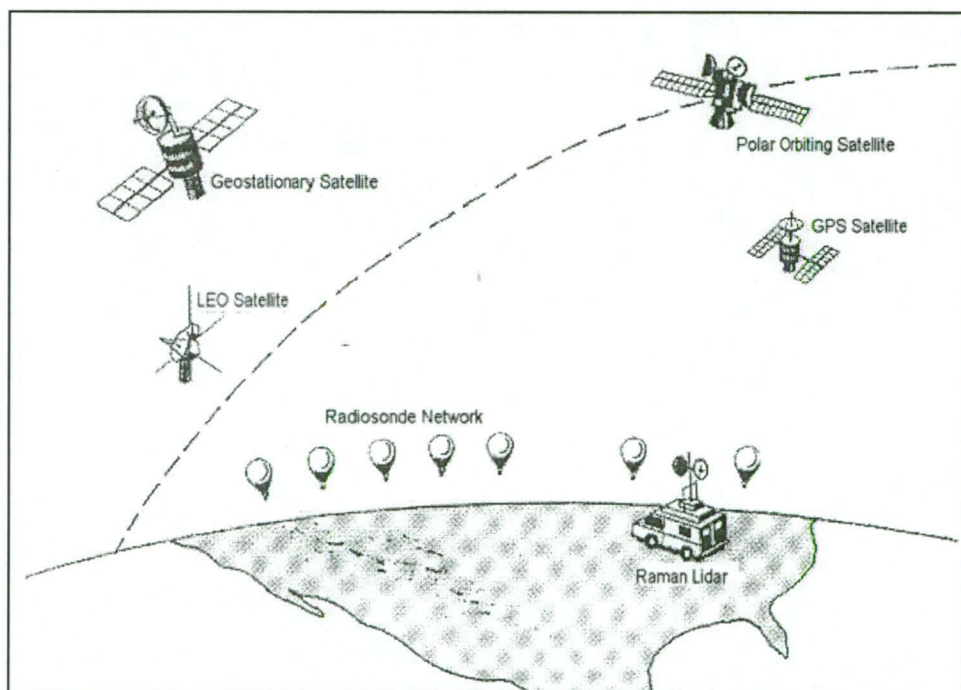 Polar Orbiting Satellite
Geostationary Satellite
GPS Satellite
LEO Satellite
Radiosonde Network
Raman Lidar